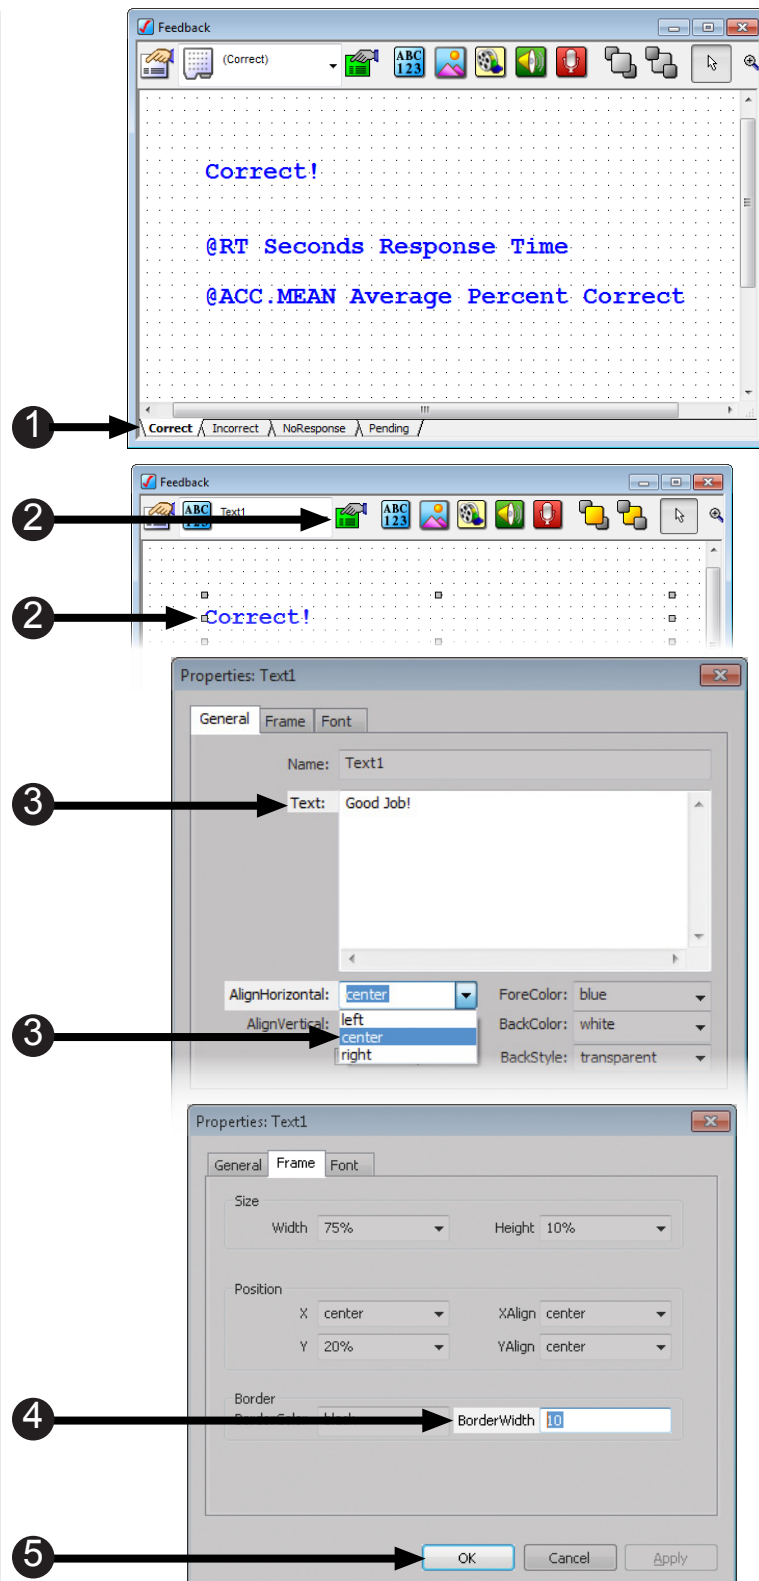 Feedback
(Correct)
ABC
123
Correct!
@RT Seconds Response Time
@ACC.MEAN Average Percent Correct
1
Correct Incorrect NoResponse Pending
Feedback
2
ABC
123
Text1
ABC
123
2
Correct!
Properties: Text1
General Frame Font
Name: Text1
3
Text: Good Job!
AlignHorizontal: center ForeColor: blue
AlignVertical: left BackColor: white
3
center
right BackStyle: transparent
Properties: Text1
General Frame Font
Size
Width 75% Height 10%
Position
X center XAlign center
Y 20% YAlign center
Border
4
BorderWidth 10
5
OK Cancel Apply